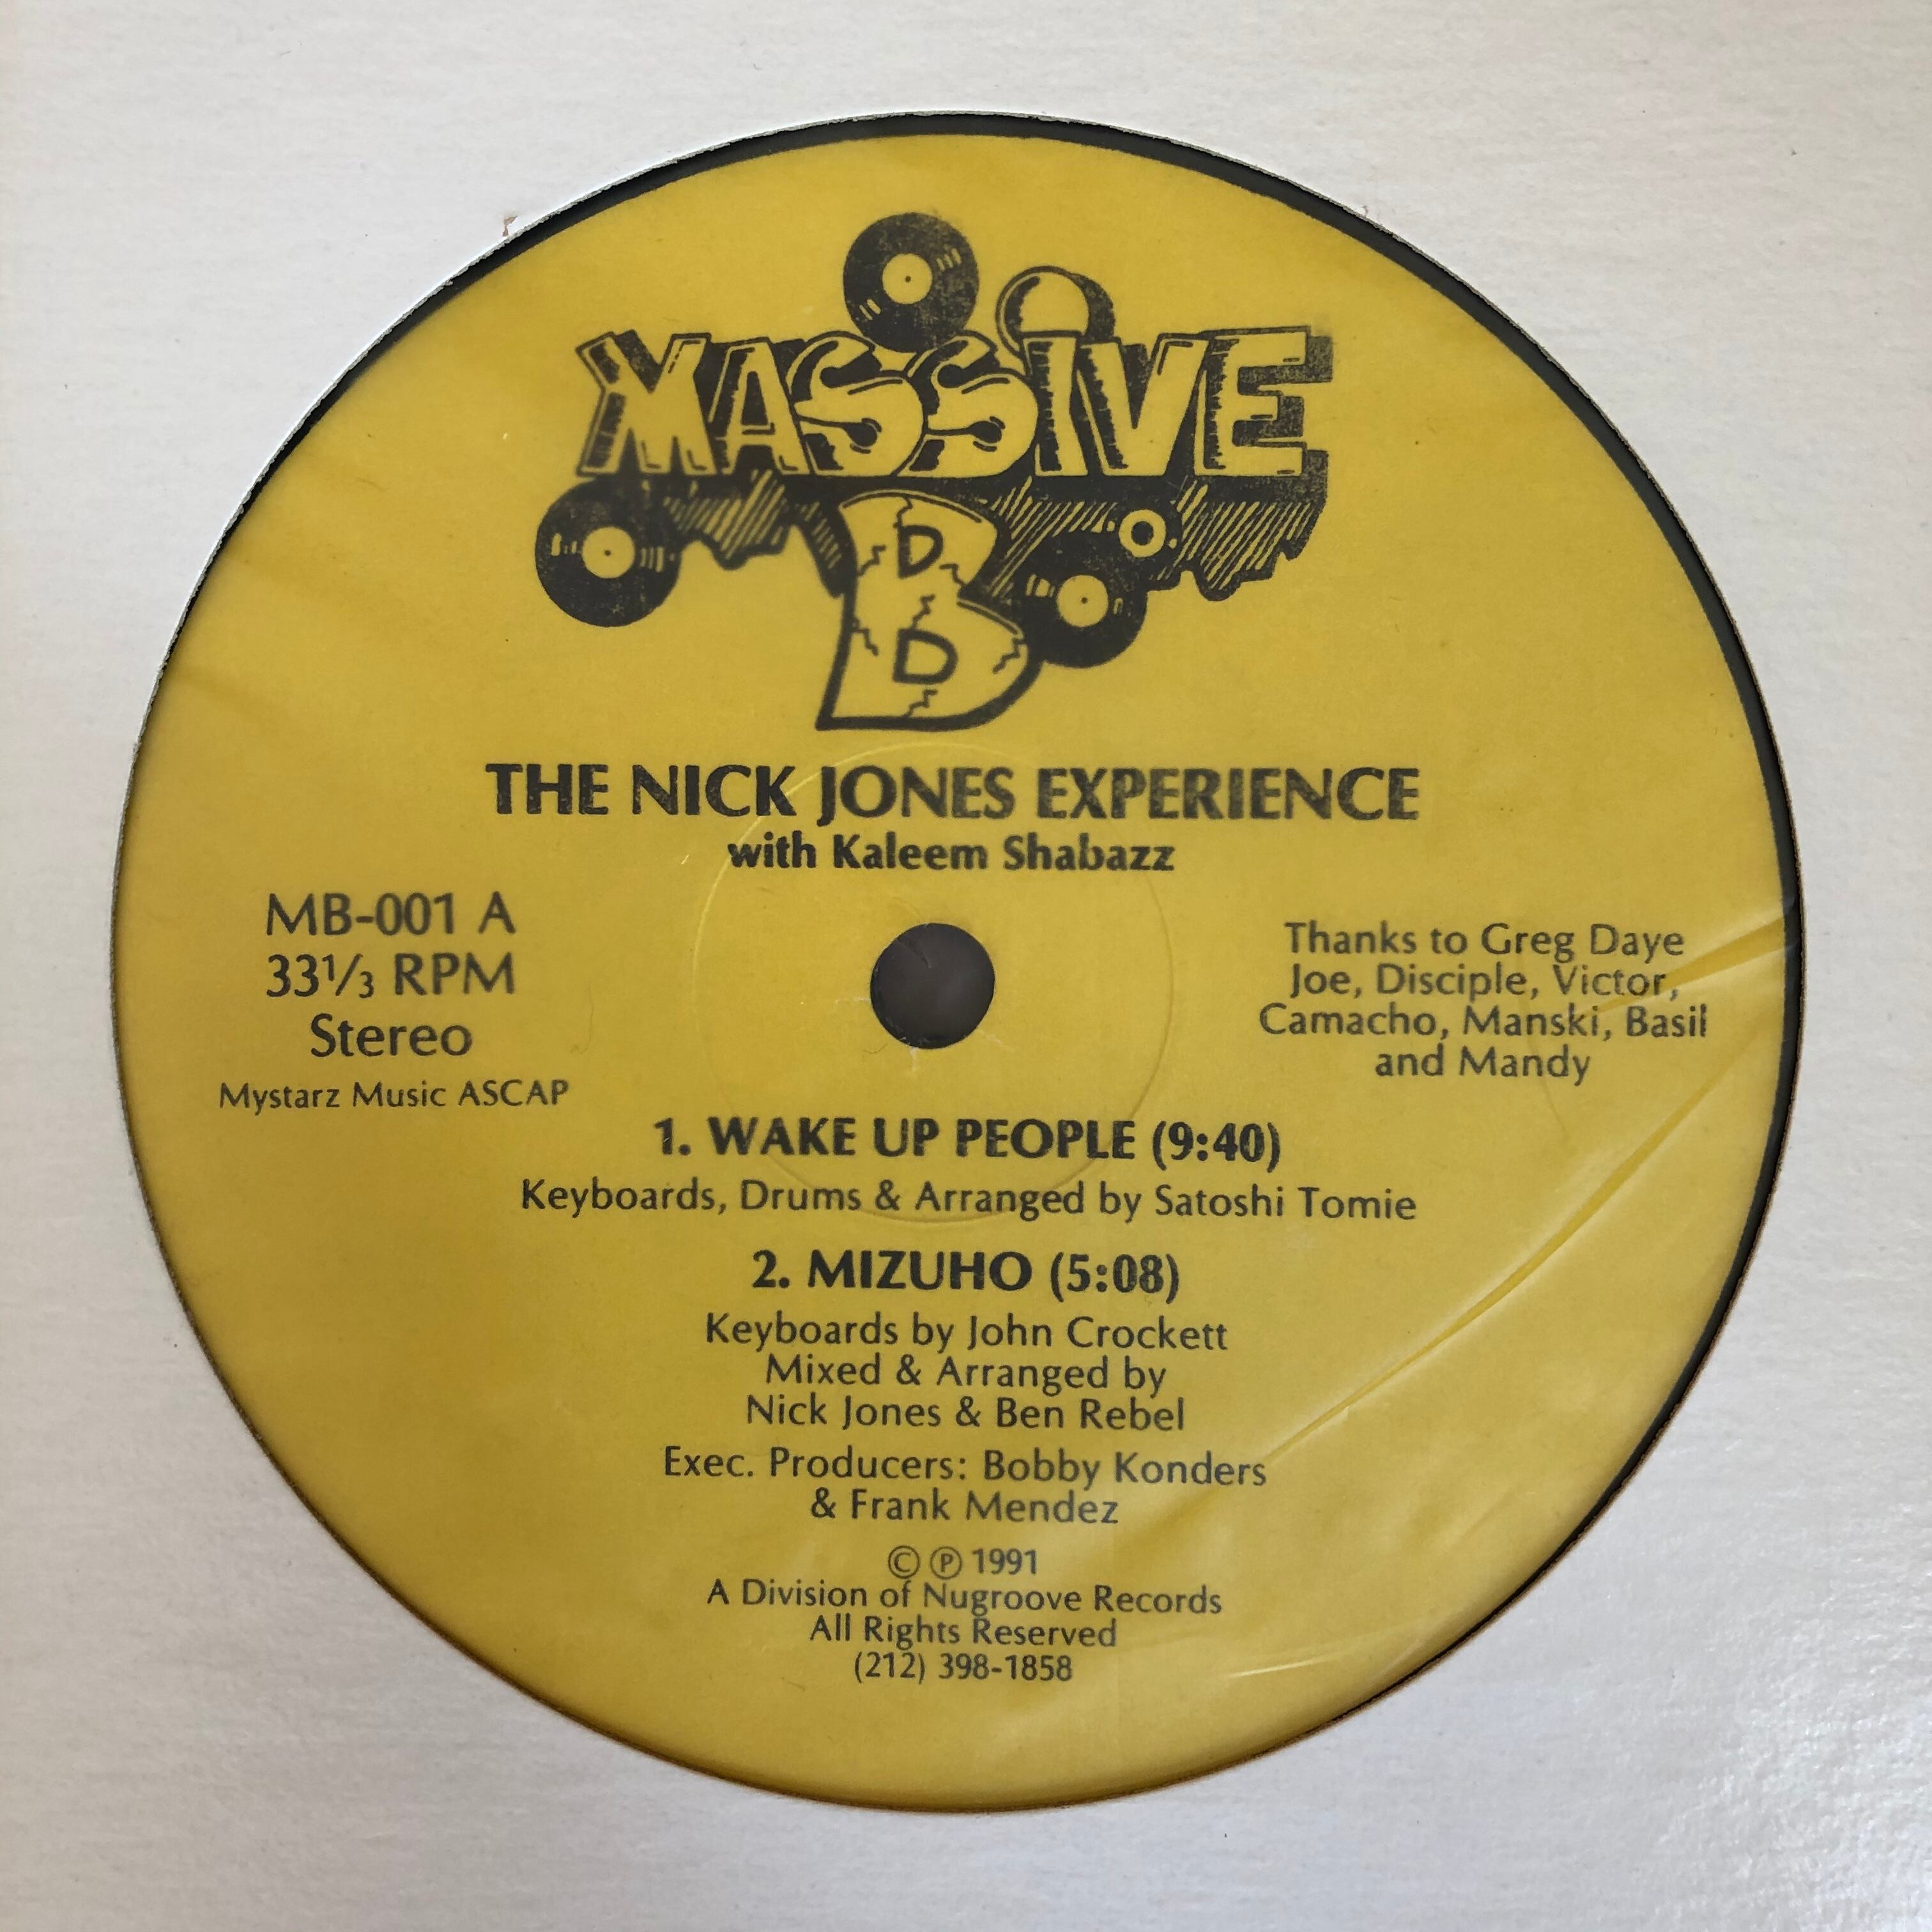 MASSIVE
B
THE NICK JONES EXPERIENCE
with Kaleem Shabazz
MB-001 A
33⅓ RPM
Stereo
Mystarz Music ASCAP
Thanks to Greg Daye
Joe, Disciple, Victor,
Camacho, Manski, Basil
and Mandy
1. WAKE UP PEOPLE (9:40)
Keyboards, Drums & Arranged by Satoshi Tomie
2. MIZUHO (5:08)
Keyboards by John Crockett
Mixed & Arranged by
Nick Jones & Ben Rebel
Exec. Producers: Bobby Konders
& Frank Mendez
© ℗ 1991
A Division of Nugroove Records
All Rights Reserved
(212) 398-1858